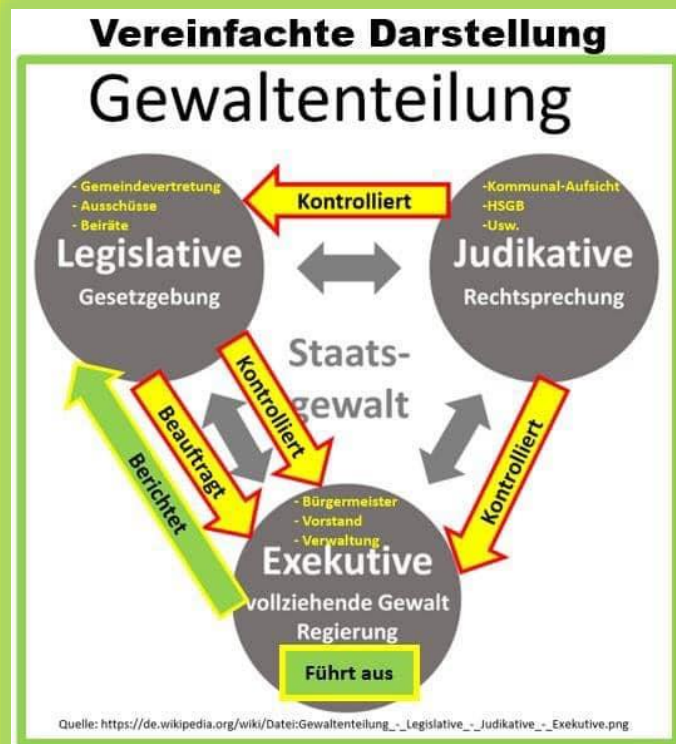 Vereinfachte Darstellung
Gewaltenteilung
- Gemeindevertretung
- Ausschüsse
- Beiräte
Legislative
Gesetzgebung
Kontrolliert
-Kommunal-Aufsicht
-HSGB
-Usw.
Judikative
Rechtsprechung
Staats-
gewalt
Kontrolliert
Beauftragt
Berichtet
Kontrolliert
- Bürgermeister
- Vorstand
- Verwaltung
Exekutive
vollziehende Gewalt
Regierung
Führt aus
Quelle: https://de.wikipedia.org/wiki/Datei:Gewaltenteilung_-_Legislative_-_Judikative_-_Exekutive.png